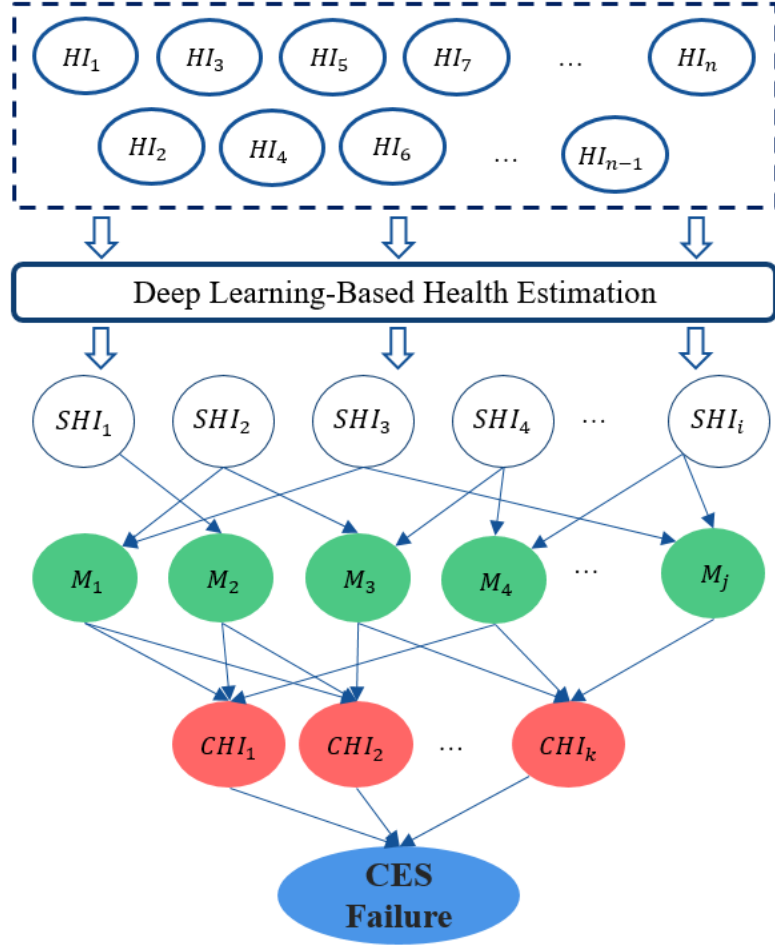 HI₁ HI₃ HI₅ HI₇ ... HIₙ
HI₂ HI₄ HI₆ ... HIₙ₋₁
Deep Learning-Based Health Estimation
SHI₁ SHI₂ SHI₃ SHI₄ ... SHIᵢ
M₁ M₂ M₃ M₄ ... Mⱼ
CHI₁ CHI₂ ... CHIₖ
CES
Failure